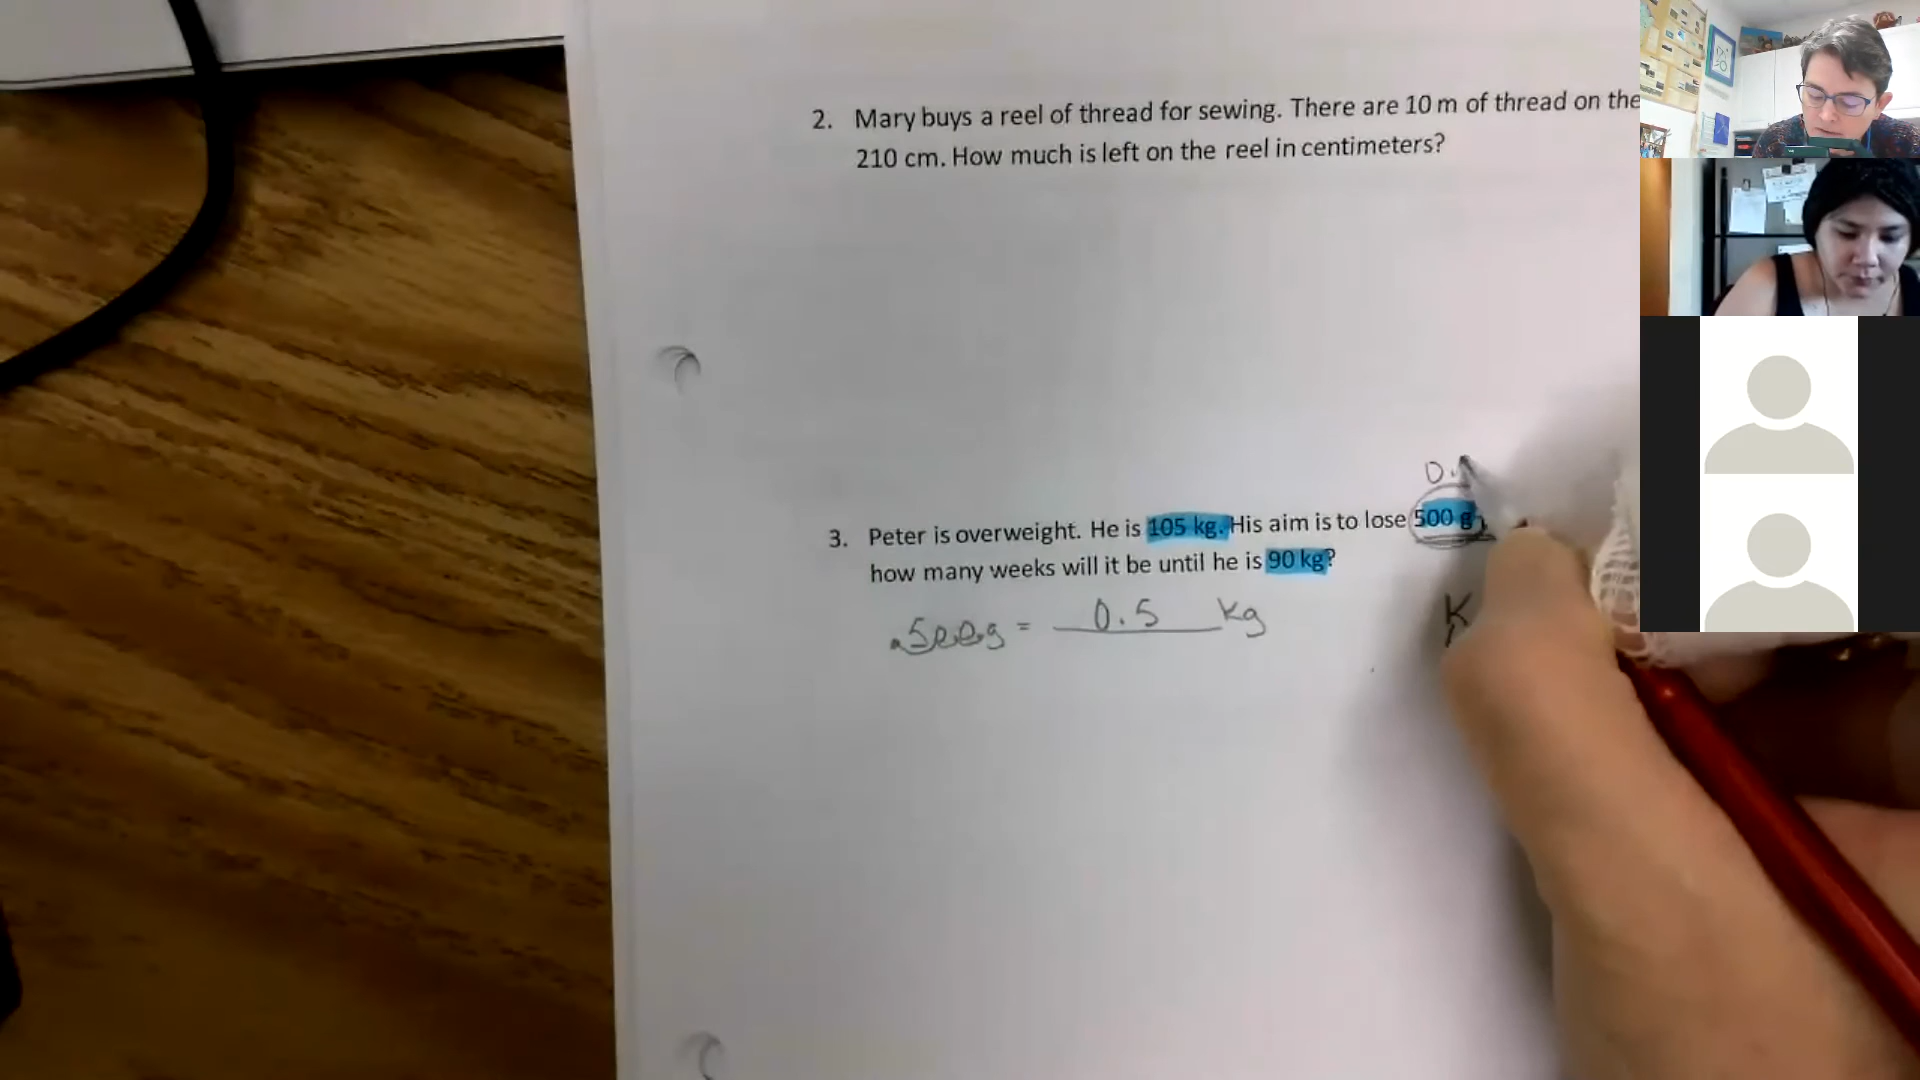 2. Mary buys a reel of thread for sewing. There are 10 m of thread on the
210 cm. How much is left on the reel in centimeters?
0.
3. Peter is overweight. He is 105 kg. His aim is to lose 500 g
how many weeks will it be until he is 90 kg?
.500g = 0.5 kg
K